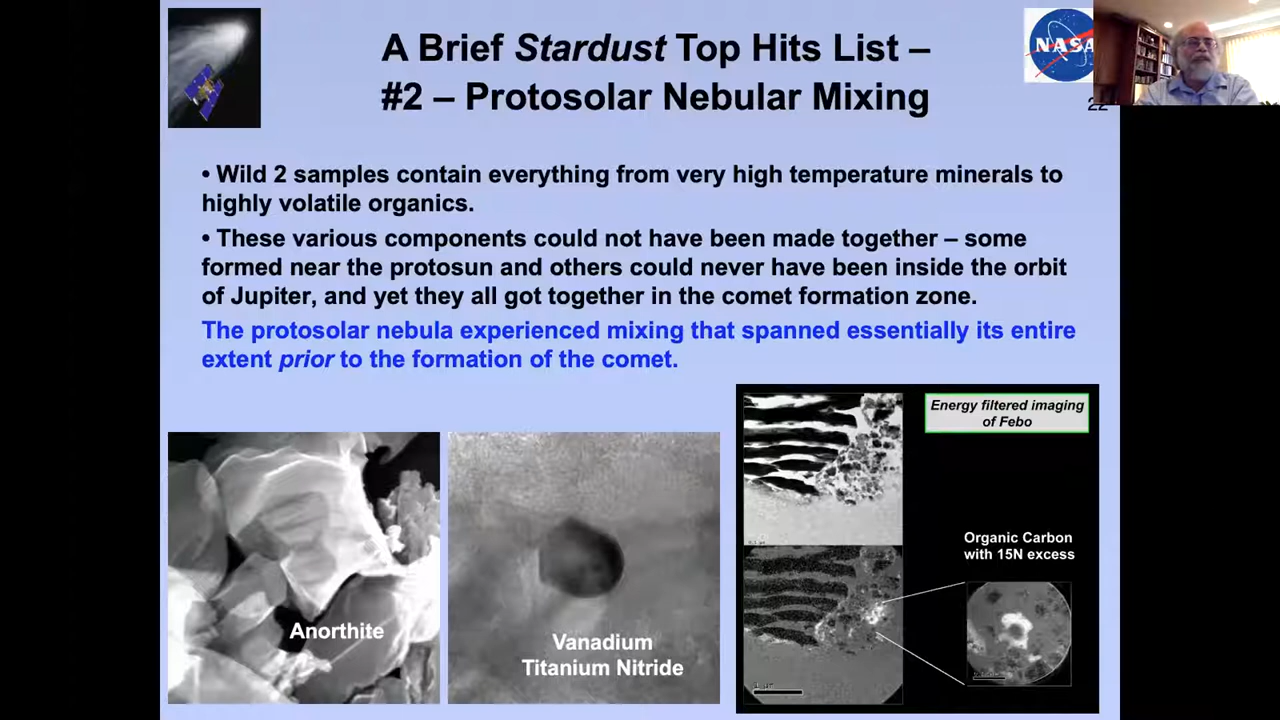 A Brief Stardust Top Hits List –
#2 – Protosolar Nebular Mixing
NASA
• Wild 2 samples contain everything from very high temperature minerals to
highly volatile organics.
• These various components could not have been made together – some
formed near the protosun and others could never have been inside the orbit
of Jupiter, and yet they all got together in the comet formation zone.
The protosolar nebula experienced mixing that spanned essentially its entire
extent prior to the formation of the comet.
Energy filtered imaging
of Febo
Organic Carbon
with 15N excess
Anorthite
Vanadium
Titanium Nitride